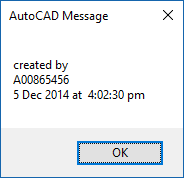 AutoCAD Message
created by
A00865456
5 Dec 2014 at  4:02:30 pm
OK